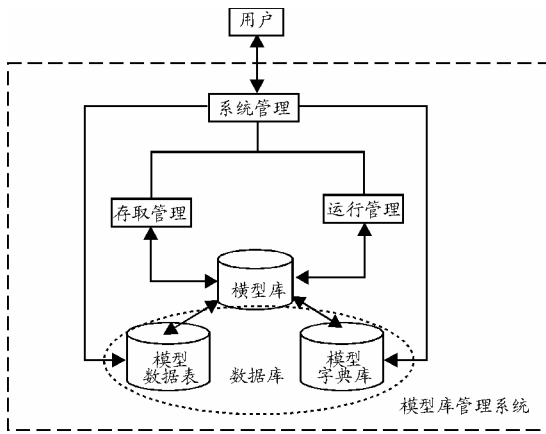 用户
系统管理
存取管理
运行管理
横型库
模型
数据表
数据库
模型
字典库
模型库管理系统